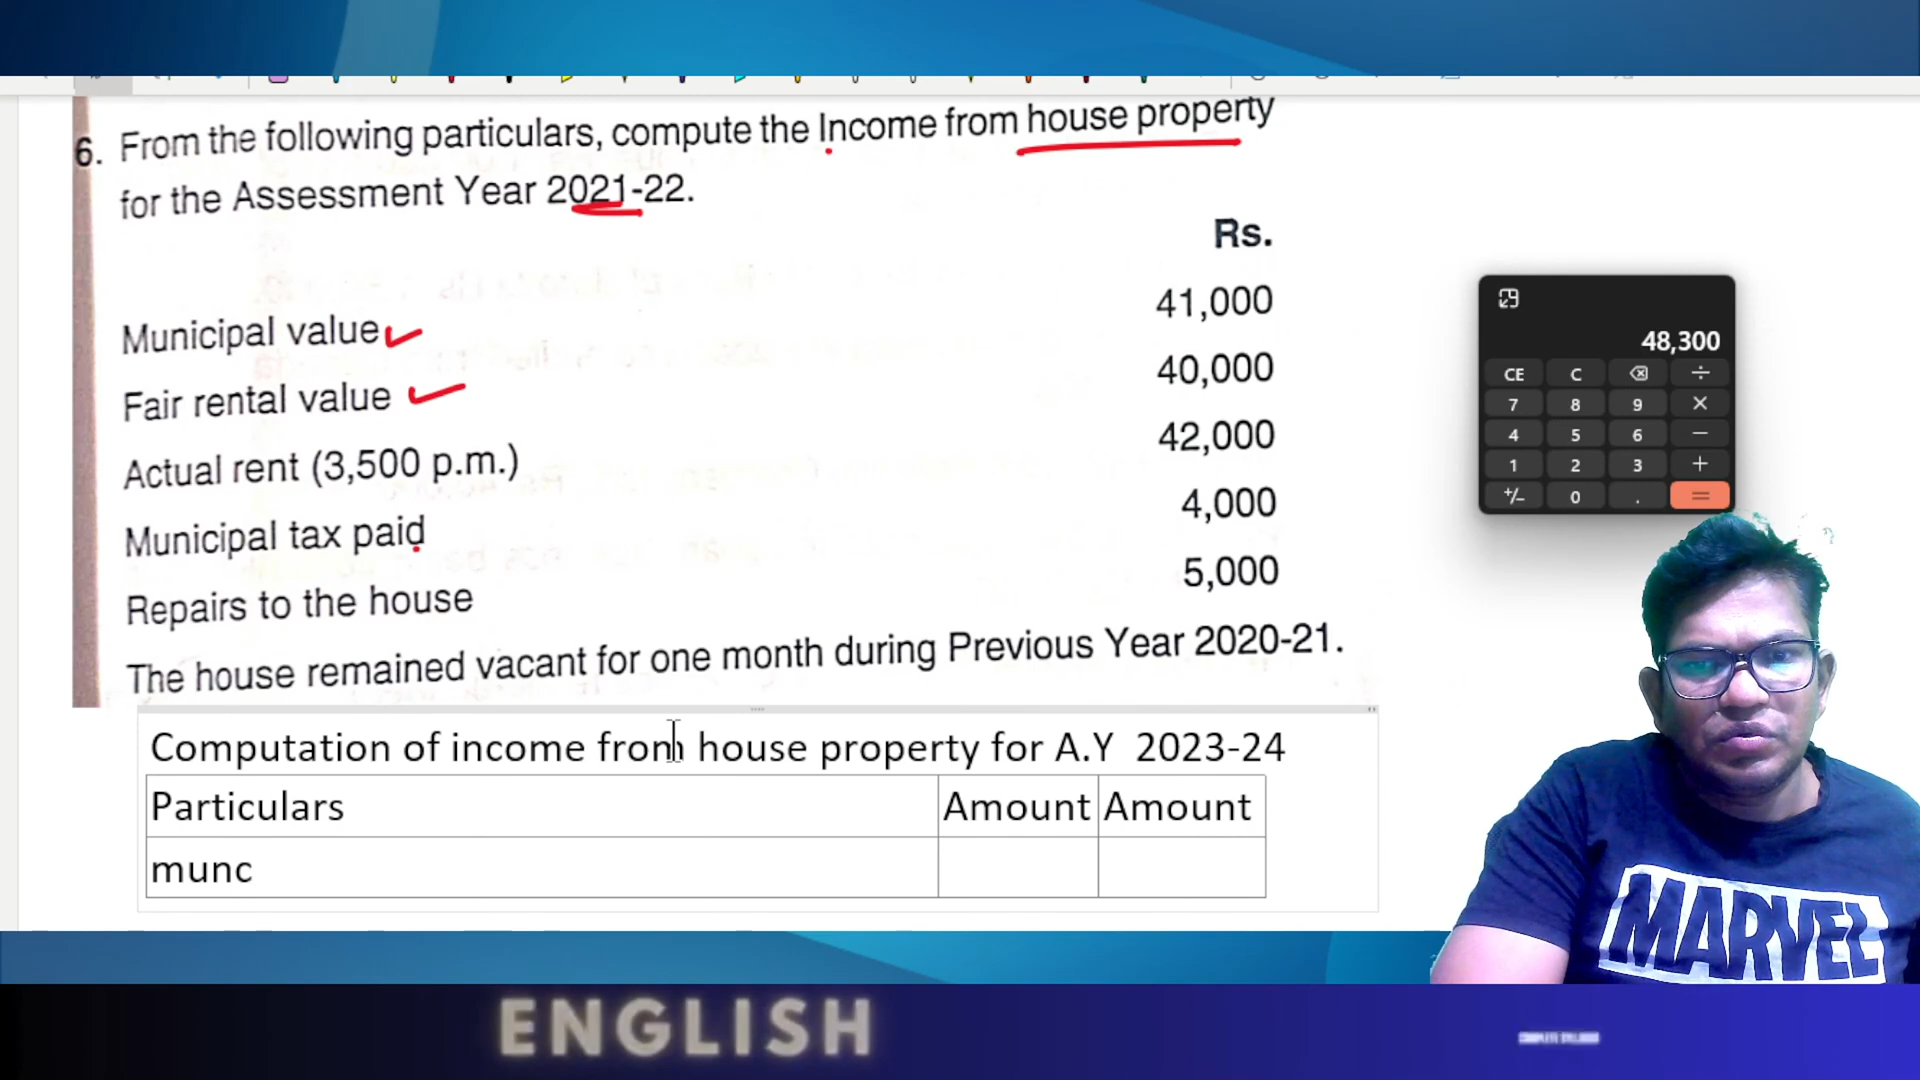 6. From the following particulars, compute the Income from house property
for the Assessment Year 2021-22.
Rs.
Municipal value 41,000
Fair rental value 40,000
Actual rent (3,500 p.m.) 42,000
Municipal tax paid 4,000
Repairs to the house 5,000
The house remained vacant for one month during Previous Year 2020-21.
Computation of income from house property for A.Y 2023-24
Particulars Amount Amount
munc
48,300
CE C ⌫ ÷
7 8 9 ×
4 5 6 −
1 2 3 +
+/− 0 . =
MARVEL
ENGLISH
COMPLETE SYLLABUS